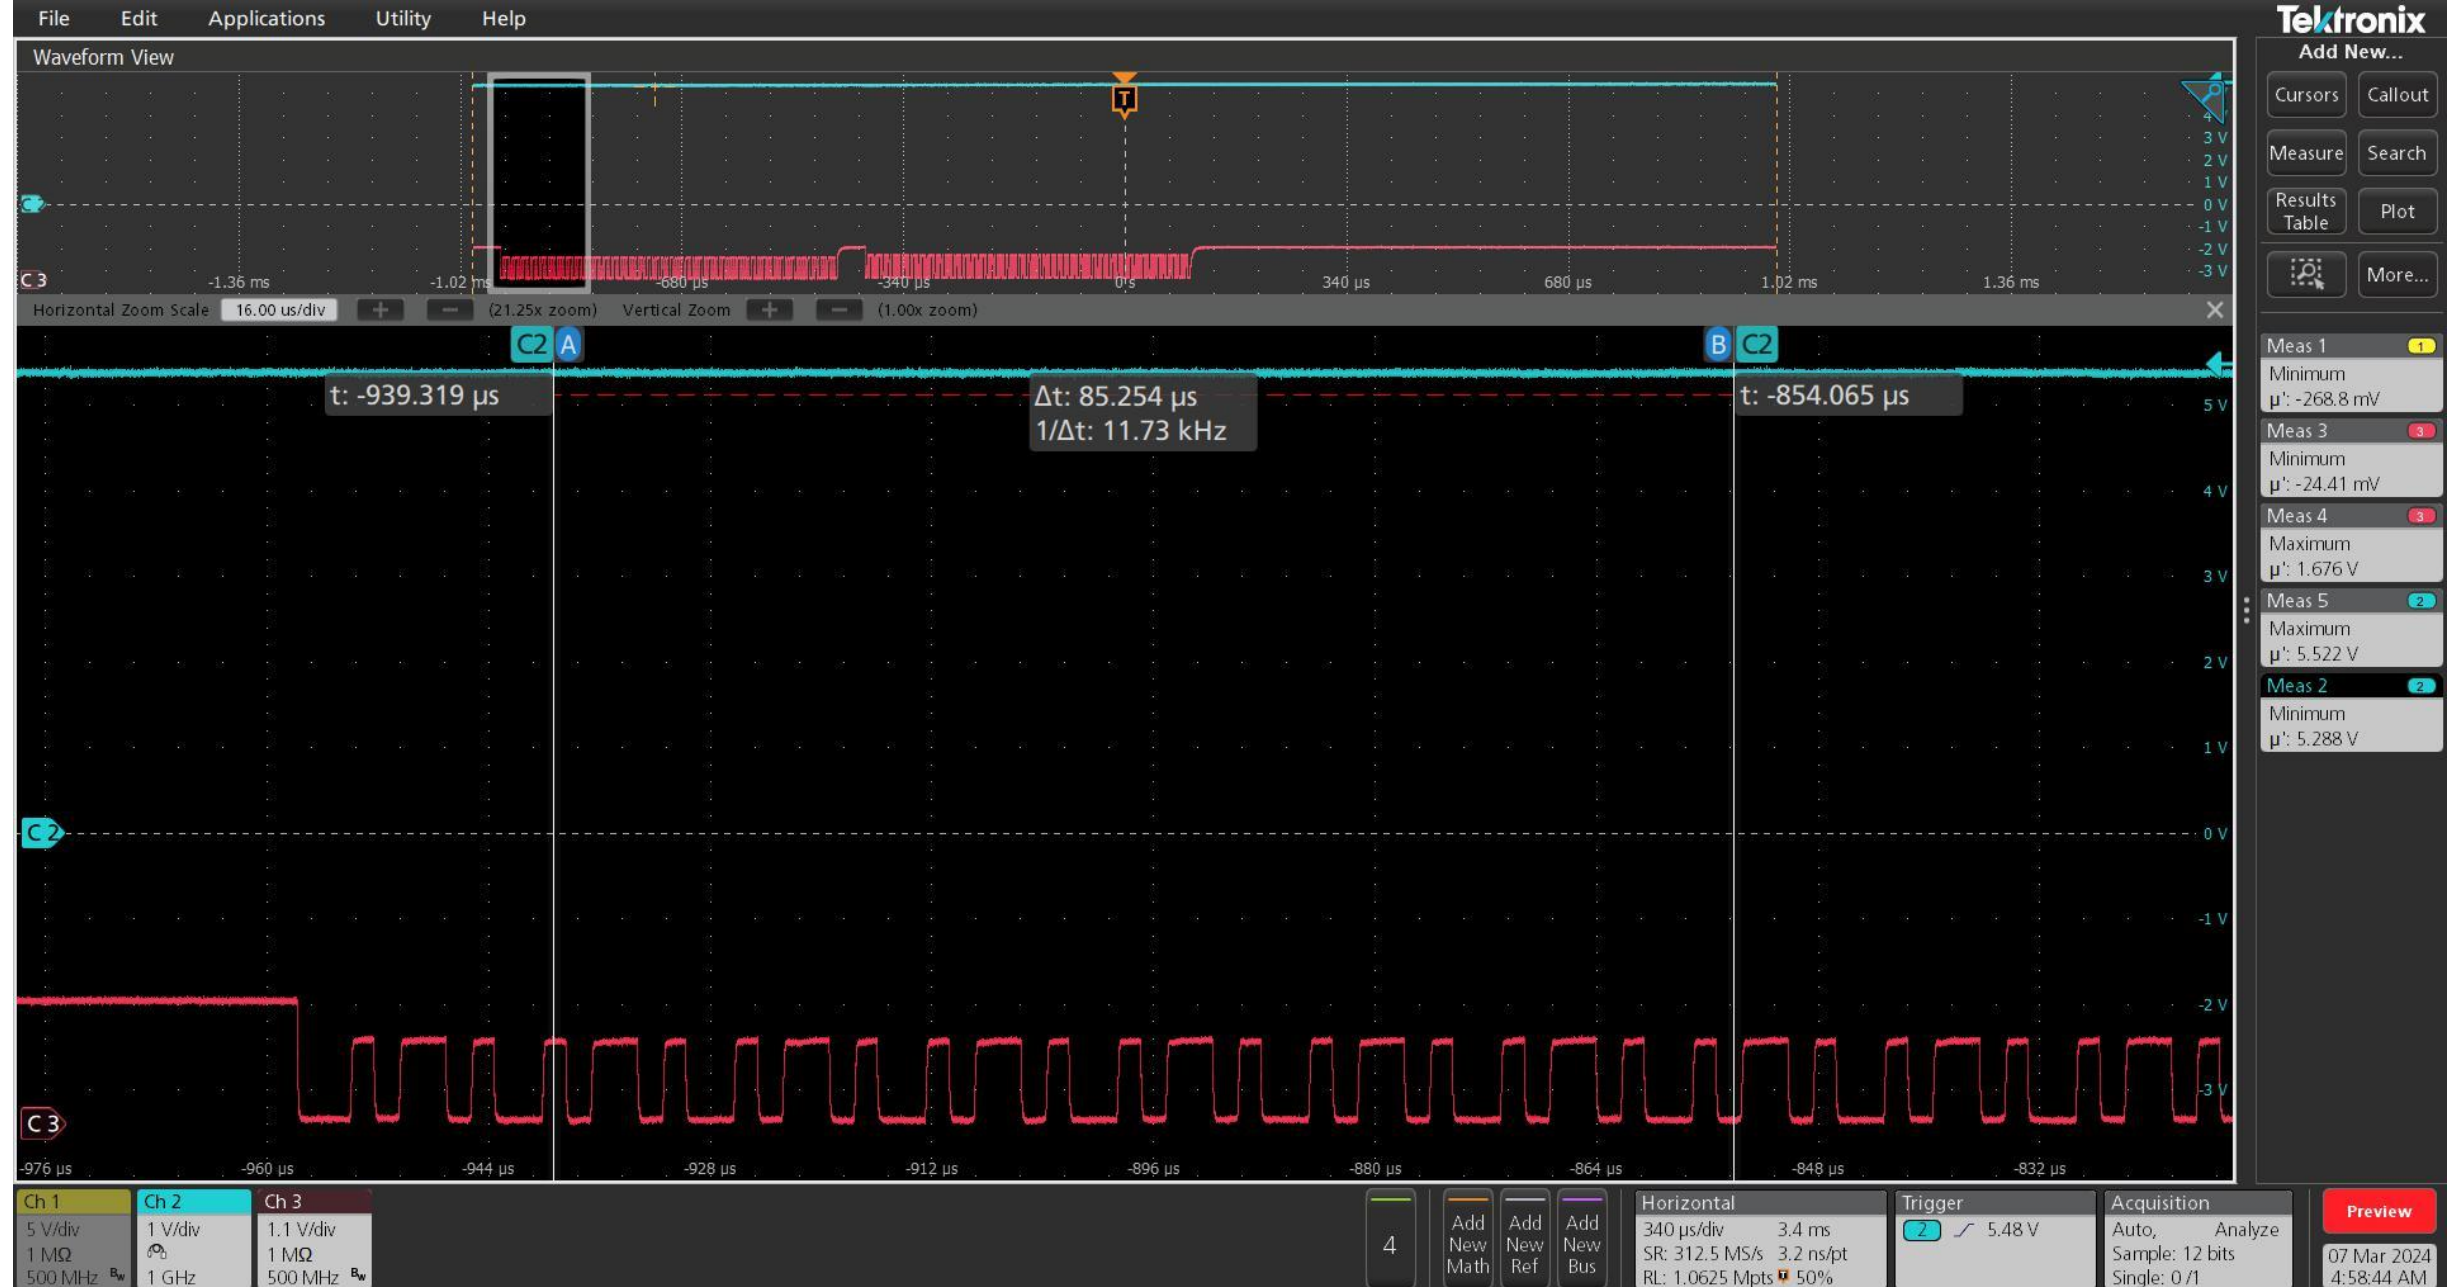 File Edit Applications Utility Help
Tektronix
Waveform View
Add New...
Cursors Callout
Measure Search
Results Table Plot
More...
T
4
3 V
2 V
1 V
0 V
-1 V
-2 V
-3 V
C 2
C 3
-1.36 ms -1.02 ms -680 µs -340 µs 0 s 340 µs 680 µs 1.02 ms 1.36 ms
Horizontal Zoom Scale 16.00 us/div + − (21.25x zoom) Vertical Zoom + − (1.00x zoom)
C2 A B C2
t: -939.319 µs
Δt: 85.254 µs
1/Δt: 11.73 kHz
t: -854.065 µs
5 V
4 V
3 V
2 V
1 V
C 2
0 V
-1 V
-2 V
-3 V
C 3
-976 µs -960 µs -944 µs -928 µs -912 µs -896 µs -880 µs -864 µs -848 µs -832 µs
Meas 1 1
Minimum
µ': -268.8 mV
Meas 3 3
Minimum
µ': -24.41 mV
Meas 4 3
Maximum
µ': 1.676 V
Meas 5 2
Maximum
µ': 5.522 V
Meas 2 2
Minimum
µ': 5.288 V
Ch 1
5 V/div
1 MΩ
500 MHz Bw
Ch 2
1 V/div
1 GHz
Ch 3
1.1 V/div
1 MΩ
500 MHz Bw
4
Add New Math
Add New Ref
Add New Bus
Horizontal
340 µs/div 3.4 ms
SR: 312.5 MS/s 3.2 ns/pt
RL: 1.0625 Mpts 50%
Trigger
2 5.48 V
Acquisition
Auto, Analyze
Sample: 12 bits
Single: 0 /1
Preview
07 Mar 2024
4:58:44 AM